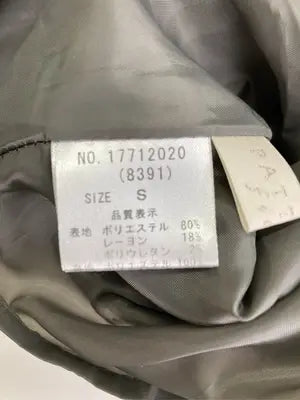 NO. 17712020
(8391)
SIZE S
品質表示
表地 ポリエステル 80%
レーヨン 18%
ポリウレタン 2%